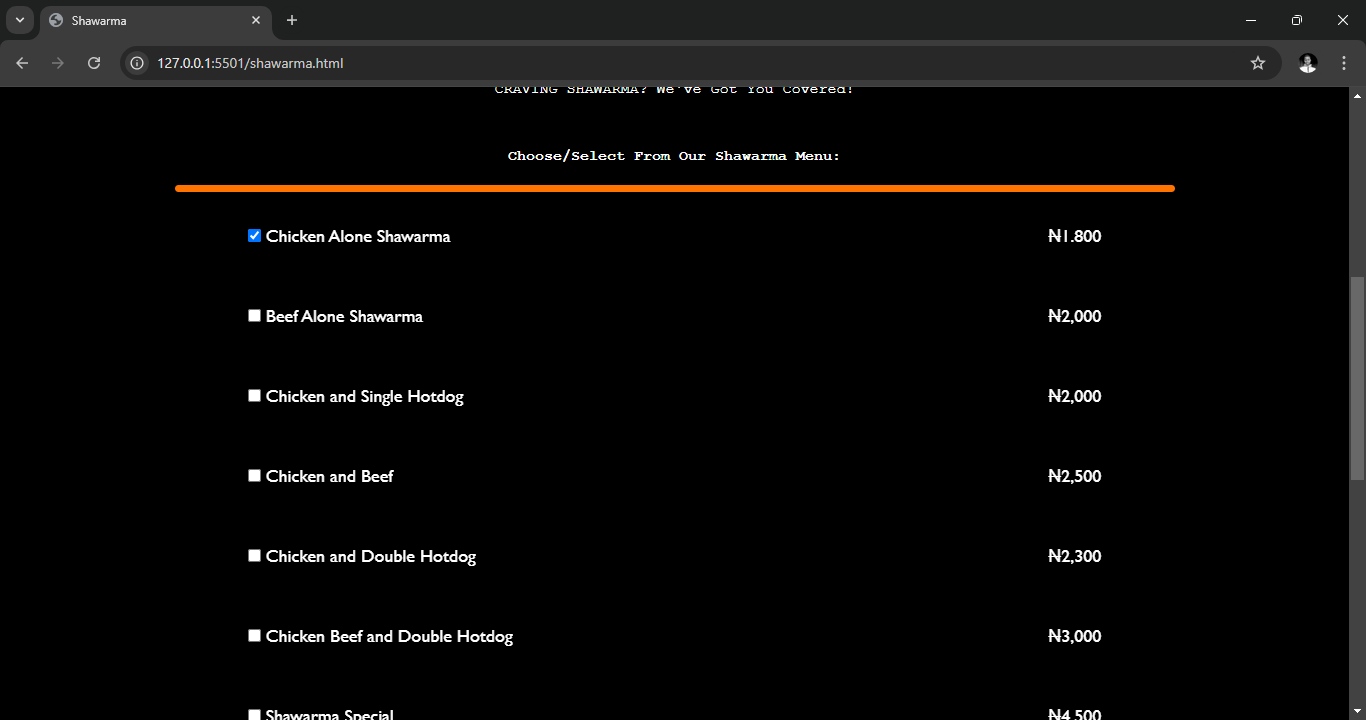 Shawarma
127.0.0.1:5501/shawarma.html
CRAVING SHAWARMA? We've Got You Covered!
Choose/Select From Our Shawarma Menu:
Chicken Alone Shawarma ₦1.800
Beef Alone Shawarma ₦2,000
Chicken and Single Hotdog ₦2,000
Chicken and Beef ₦2,500
Chicken and Double Hotdog ₦2,300
Chicken Beef and Double Hotdog ₦3,000
Shawarma Special ₦4,500